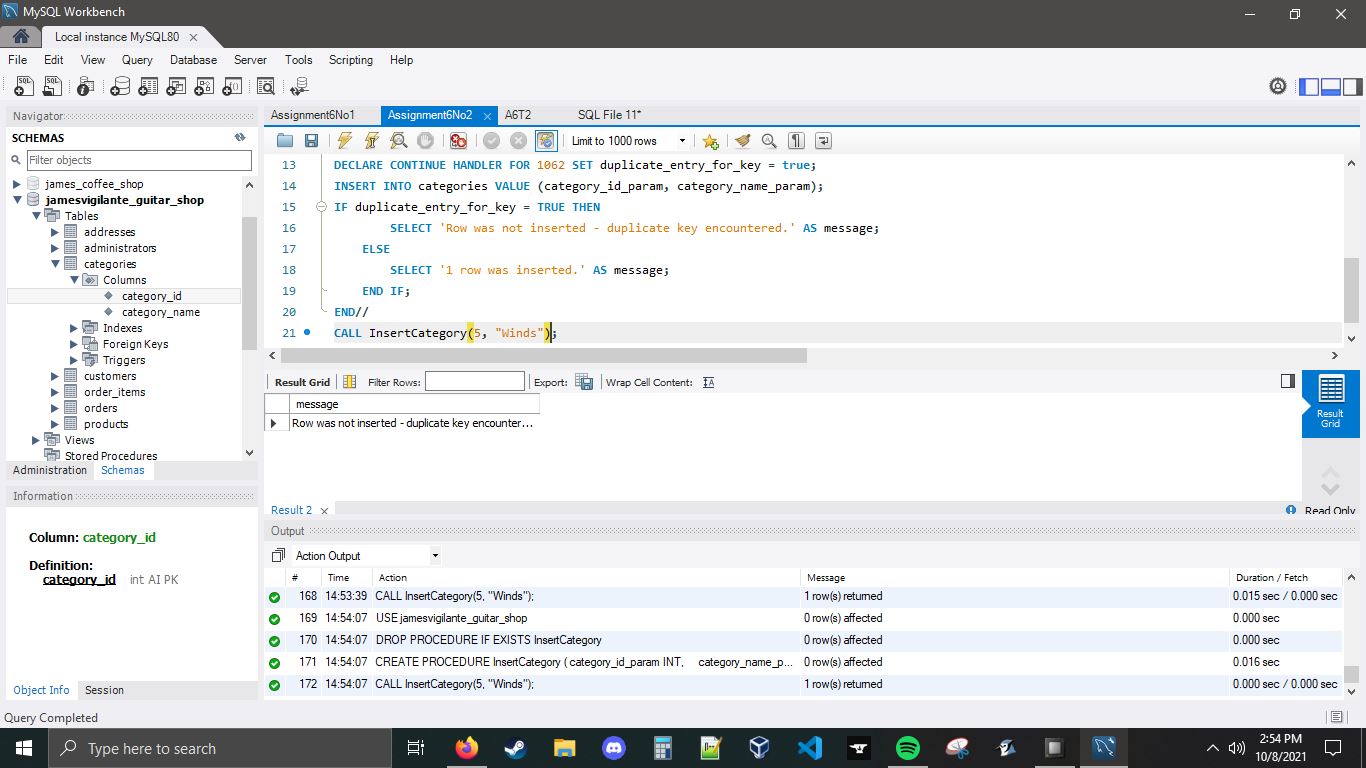 MySQL Workbench
Local instance MySQL80
File Edit View Query Database Server Tools Scripting Help
Navigator
SCHEMAS
Filter objects
james_coffee_shop
jamesvigilante_guitar_shop
Tables
addresses
administrators
categories
Columns
category_id
category_name
Indexes
Foreign Keys
Triggers
customers
order_items
orders
products
Views
Stored Procedures
Administration Schemas
Information
Column: category_id
Definition:
category_id int AI PK
Object Info Session
Assignment6No1 Assignment6No2 A6T2 SQL File 11*
Limit to 1000 rows
13 DECLARE CONTINUE HANDLER FOR 1062 SET duplicate_entry_for_key = true;
14 INSERT INTO categories VALUE (category_id_param, category_name_param);
15 IF duplicate_entry_for_key = TRUE THEN
16 SELECT 'Row was not inserted - duplicate key encountered.' AS message;
17 ELSE
18 SELECT '1 row was inserted.' AS message;
19 END IF;
20 END//
21 CALL InsertCategory(5, "Winds");
Result Grid Filter Rows: Export: Wrap Cell Content:
message
Row was not inserted - duplicate key encounter...
Result Grid
Result 2 Read Only
Output
Action Output
# Time Action Message Duration / Fetch
168 14:53:39 CALL InsertCategory(5, "Winds"); 1 row(s) returned 0.015 sec / 0.000 sec
169 14:54:07 USE jamesvigilante_guitar_shop 0 row(s) affected 0.000 sec
170 14:54:07 DROP PROCEDURE IF EXISTS InsertCategory 0 row(s) affected 0.000 sec
171 14:54:07 CREATE PROCEDURE InsertCategory ( category_id_param INT, category_name_p... 0 row(s) affected 0.016 sec
172 14:54:07 CALL InsertCategory(5, "Winds"); 1 row(s) returned 0.000 sec / 0.000 sec
Query Completed
Type here to search
2:54 PM
10/8/2021